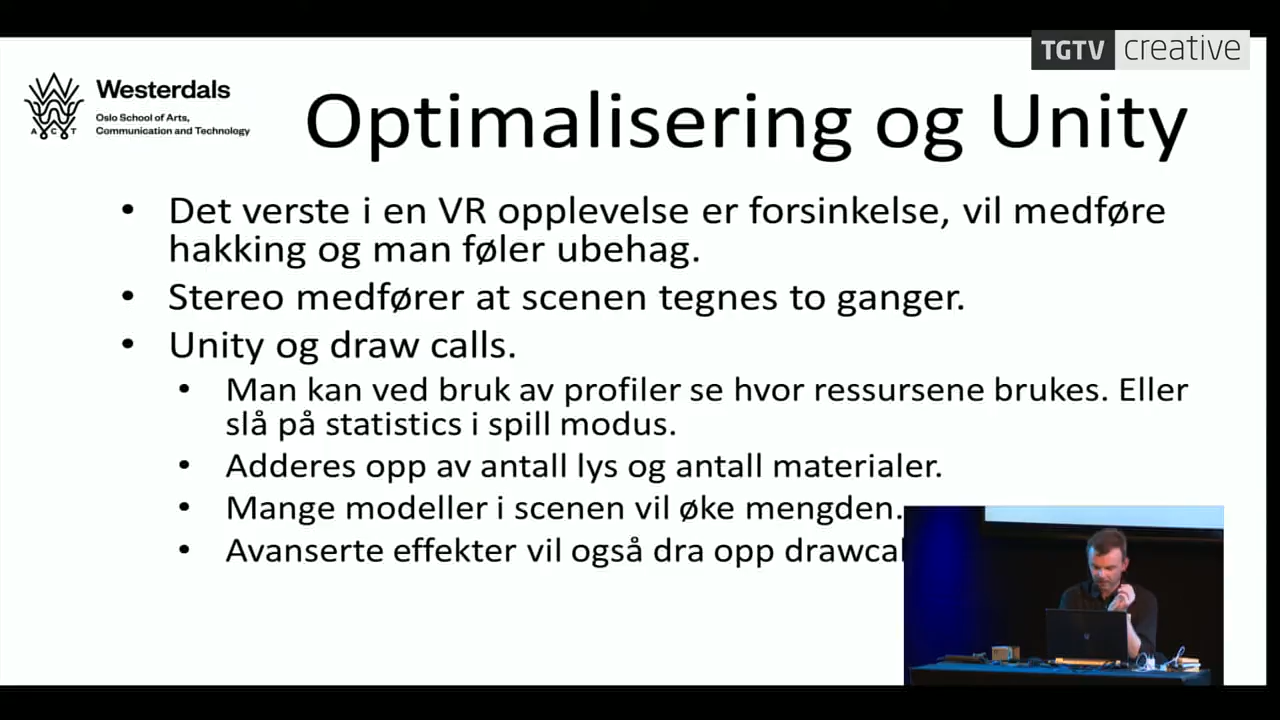 TGTV creative
Westerdals
Oslo School of Arts,
Communication and Technology
A C T
Optimalisering og Unity
• Det verste i en VR opplevelse er forsinkelse, vil medføre
hakking og man føler ubehag.
• Stereo medfører at scenen tegnes to ganger.
• Unity og draw calls.
• Man kan ved bruk av profiler se hvor ressursene brukes. Eller
slå på statistics i spill modus.
• Adderes opp av antall lys og antall materialer.
• Mange modeller i scenen vil øke mengden.
• Avanserte effekter vil også dra opp